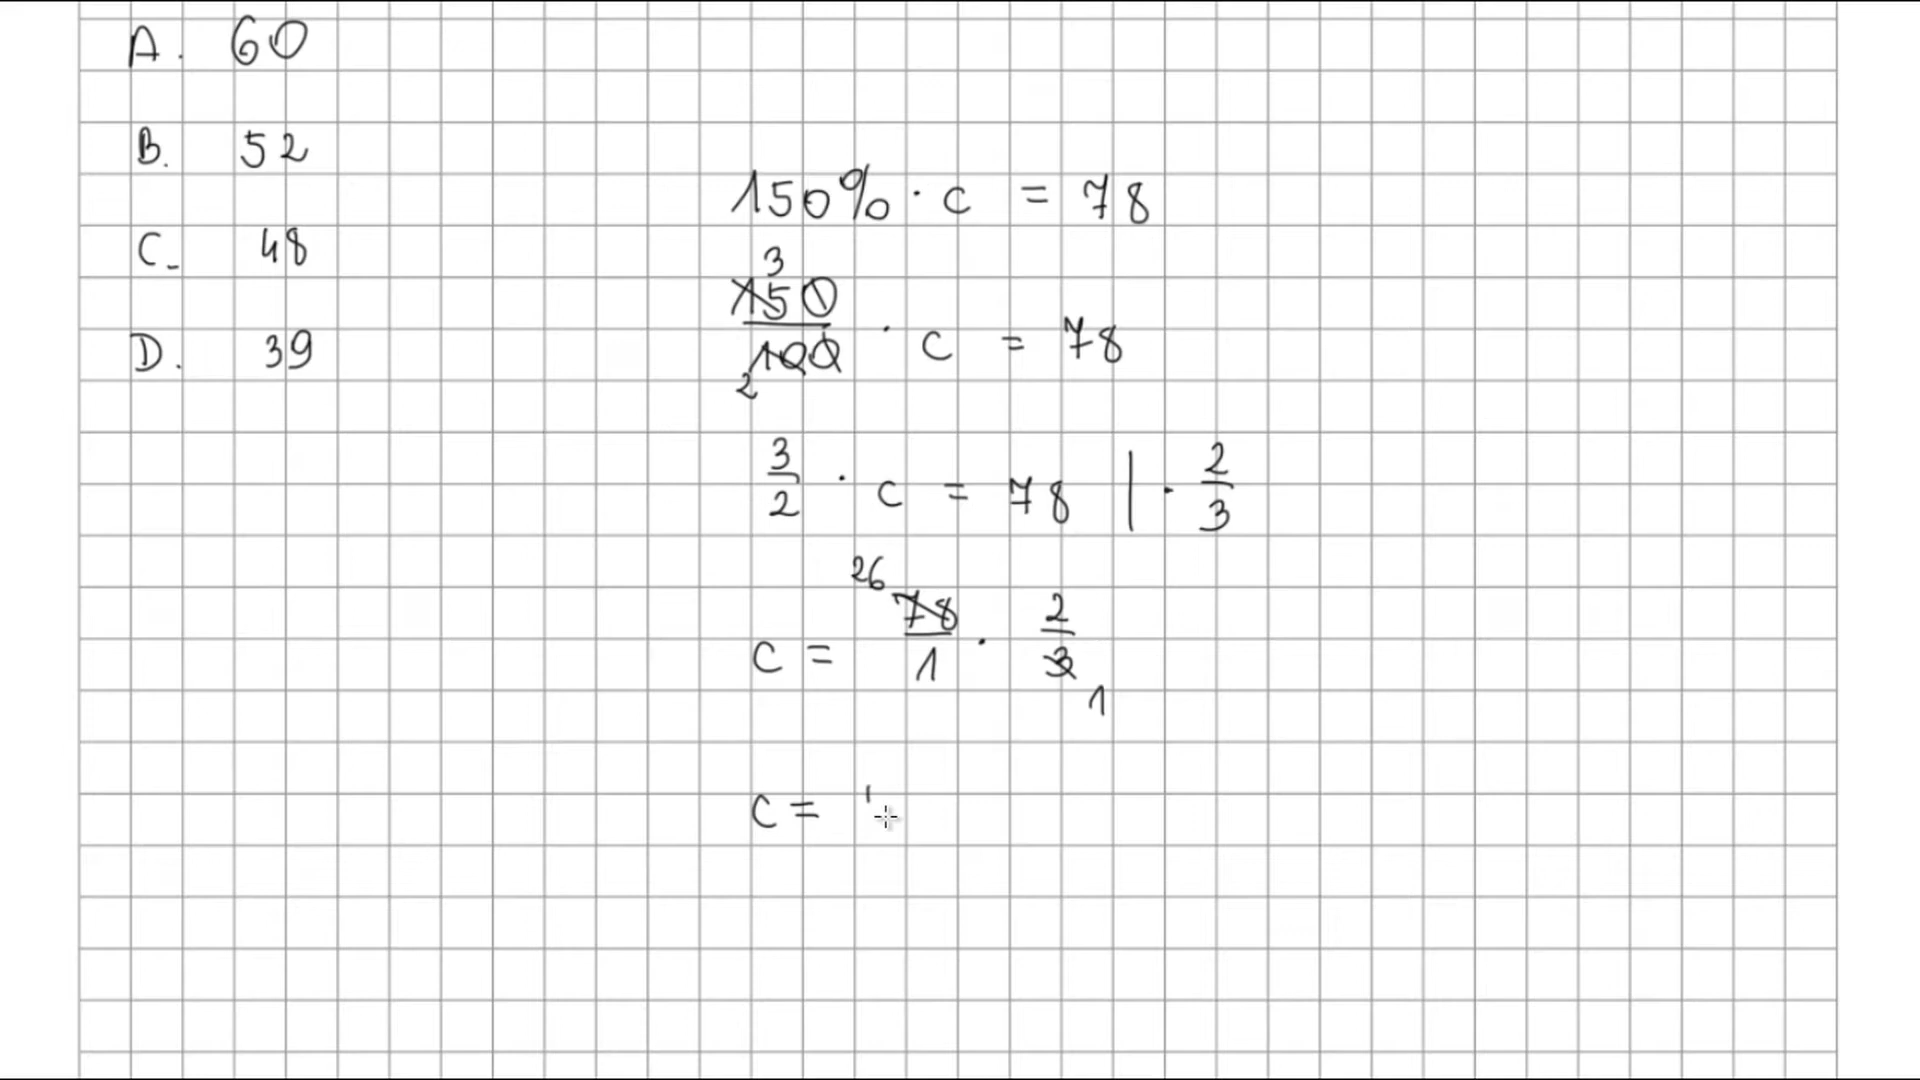 A. 60
B. 52
C. 48
D. 39
150% · c = 78
3
150/100 · c = 78
2
3/2 · c = 78 | · 2/3
26
c = 78/1 · 2/3
1
c =